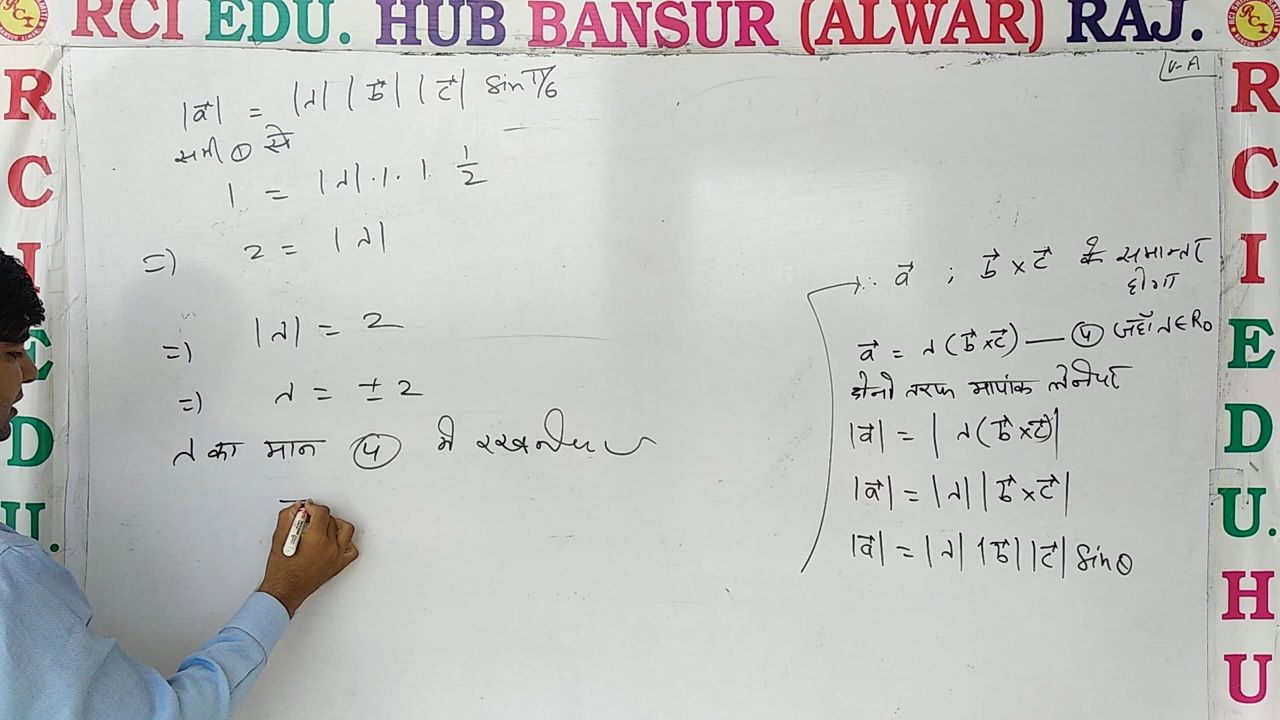 RCI EDU. HUB BANSUR (ALWAR) RAJ.
R
C
I
E
D
U.
V-A
|a⃗| = |λ| |b⃗| |c⃗| sin π/6
समी ① से
1 = |λ| . 1 . 1 . 1/2
=) 2 = |λ|
=) |λ| = 2
=) λ = ± 2
λ का मान ④ में रखने पर
∴ a⃗ ; b⃗ × c⃗ के समान्तर
होगा
a⃗ = λ (b⃗ × c⃗) — ④ जहाँ λ ∈ R₀
दोनो तरफ मापांक लेने पर
|a⃗| = | λ (b⃗ × c⃗) |
|a⃗| = |λ| | b⃗ × c⃗ |
|a⃗| = |λ| |b⃗| |c⃗| sin θ
R
C
I
E
D
U.
H
U